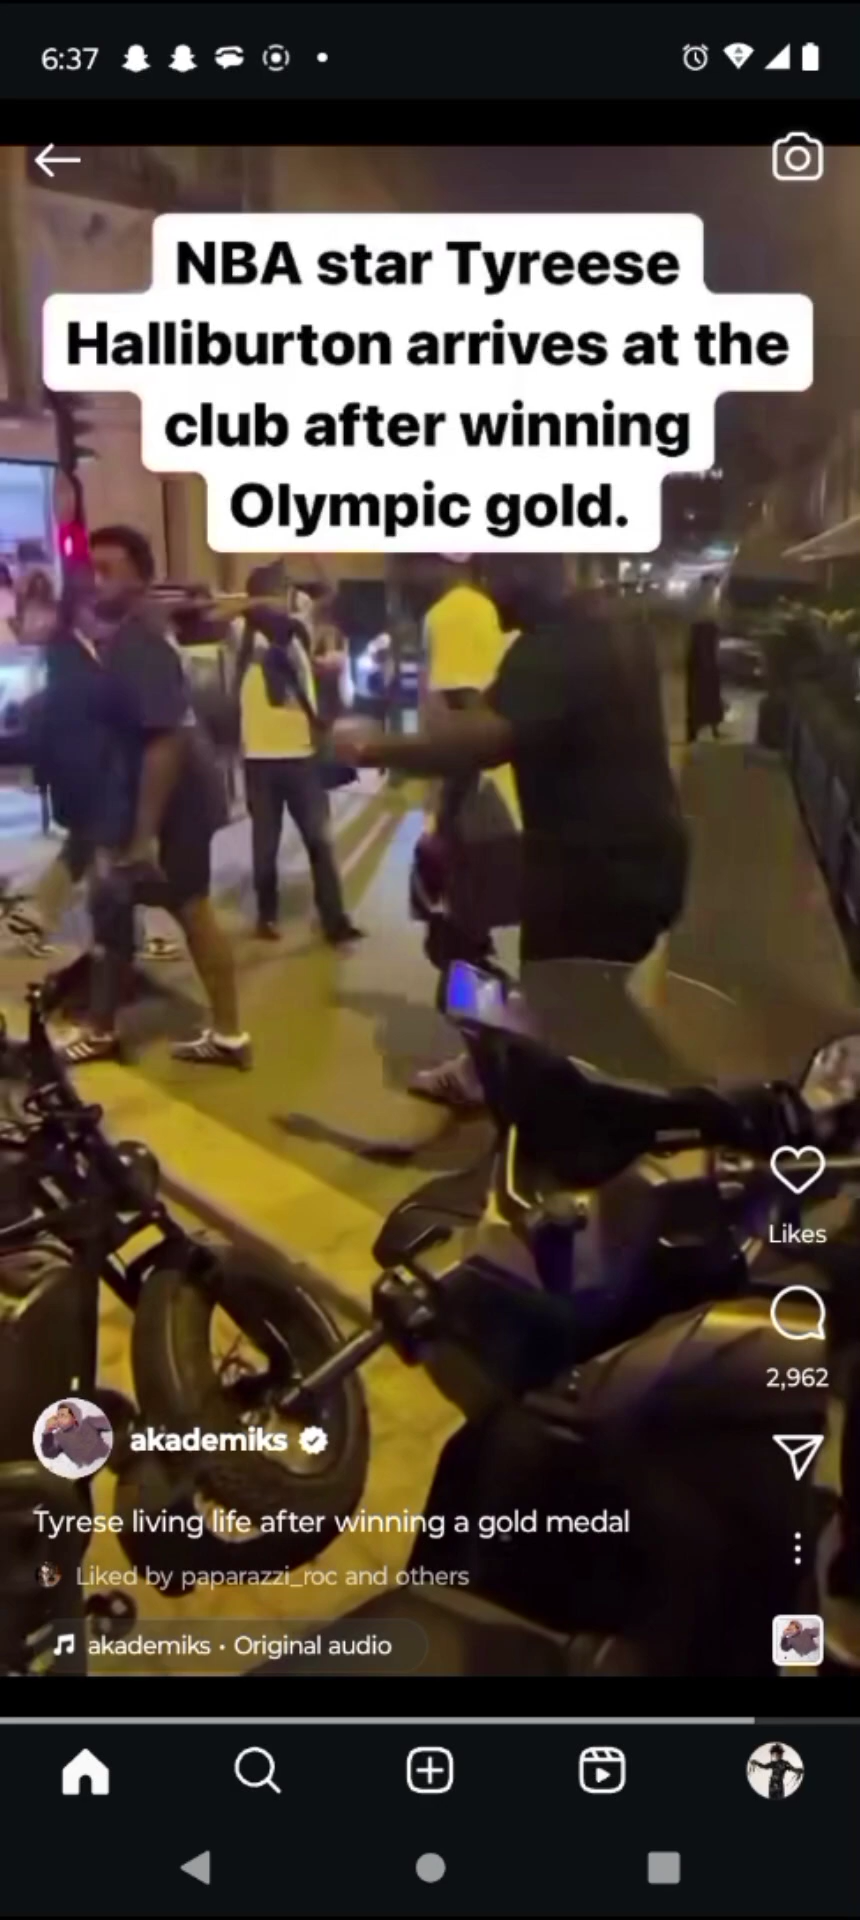 6:37
NBA star Tyreese
Halliburton arrives at the
club after winning
Olympic gold.
Likes
2,962
akademiks
Tyrese living life after winning a gold medal
Liked by paparazzi_roc and others
akademiks • Original audio